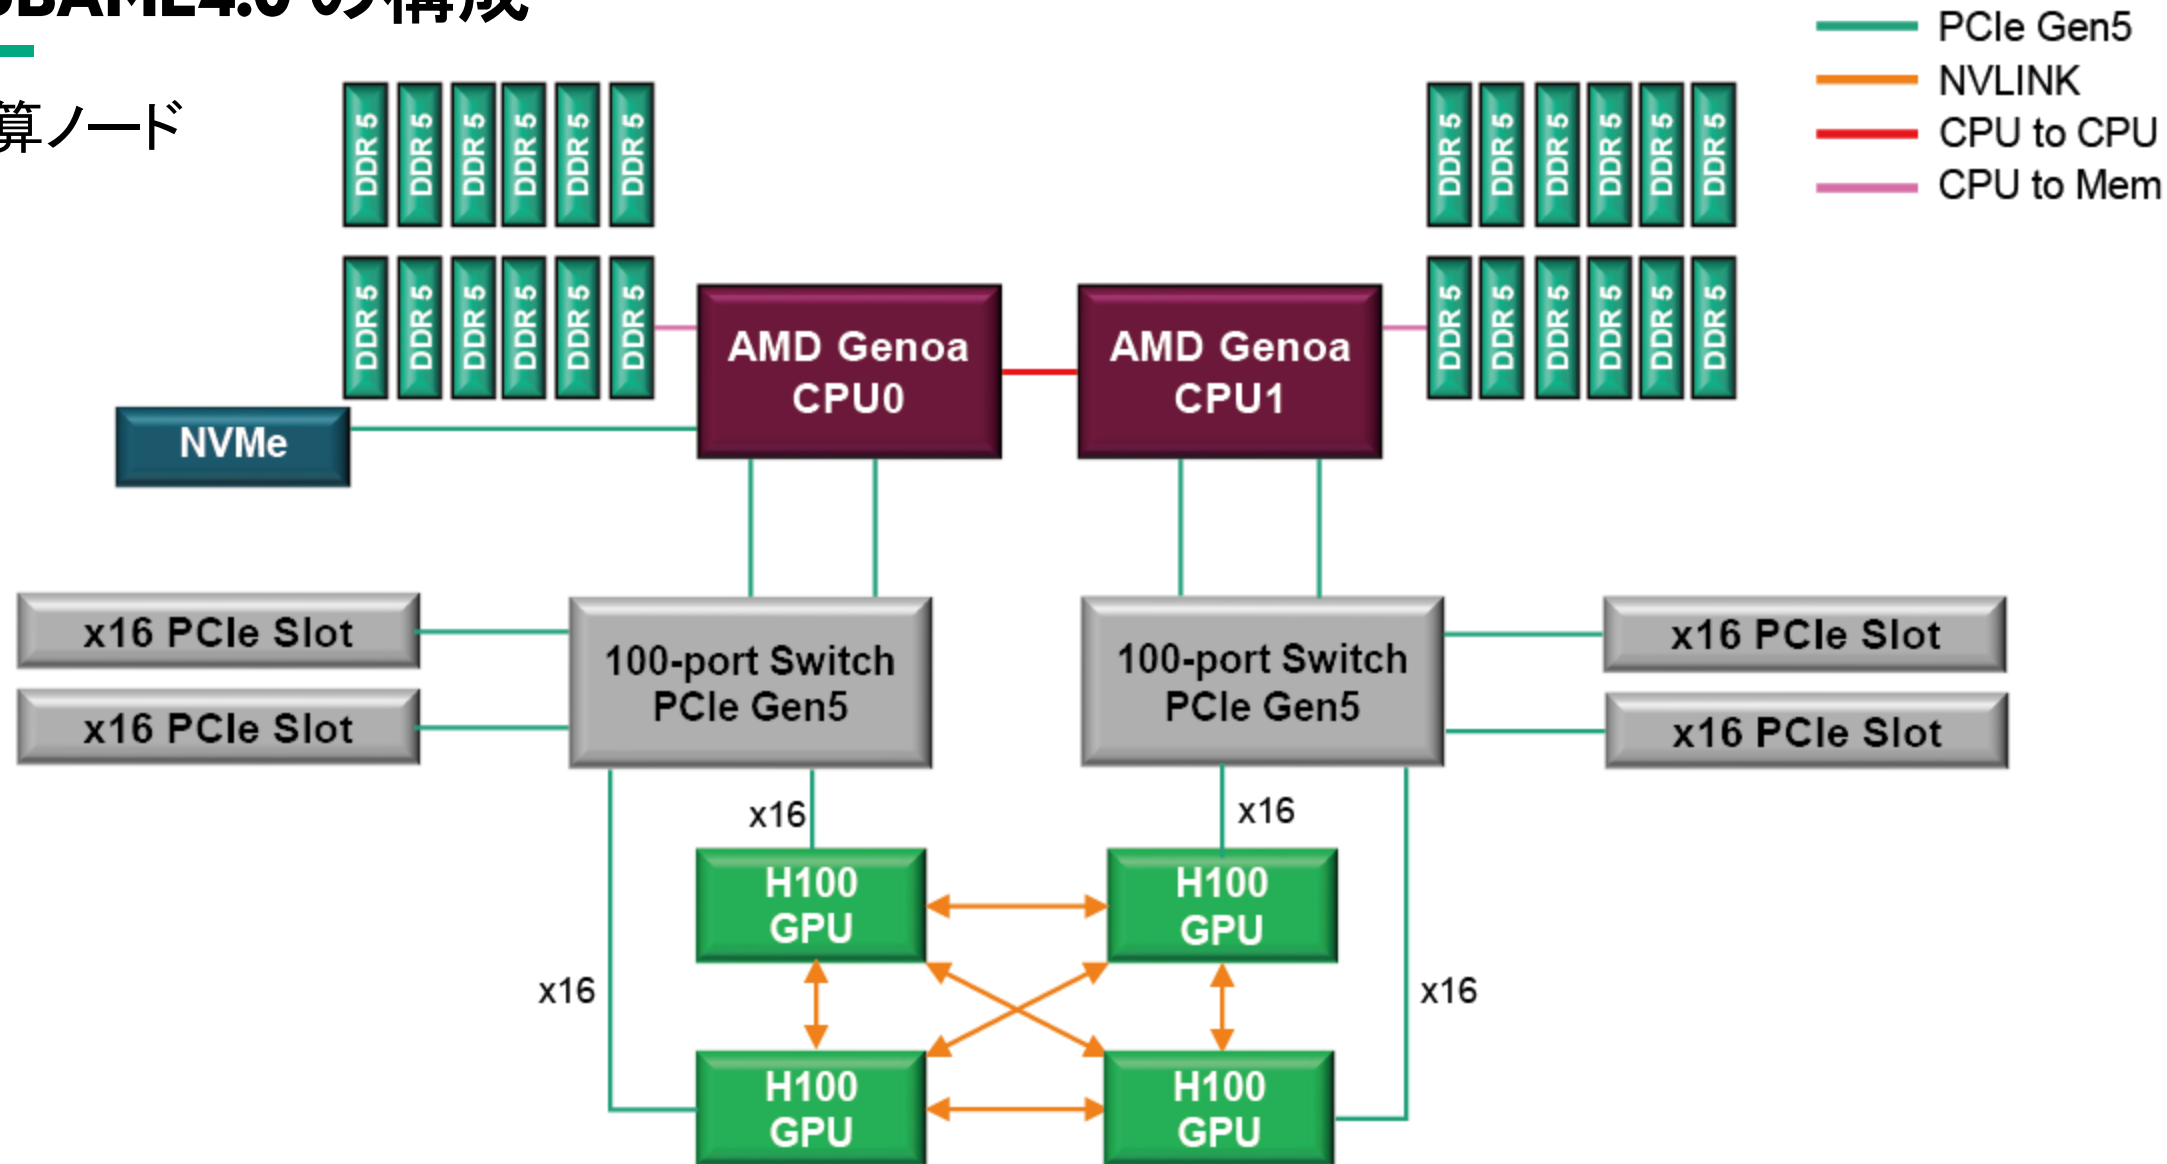 UBAME4.0 の構成
算ノード
PCIe Gen5
NVLINK
CPU to CPU
CPU to Mem
DDR 5 DDR 5 DDR 5 DDR 5 DDR 5 DDR 5
DDR 5 DDR 5 DDR 5 DDR 5 DDR 5 DDR 5
DDR 5 DDR 5 DDR 5 DDR 5 DDR 5 DDR 5
DDR 5 DDR 5 DDR 5 DDR 5 DDR 5 DDR 5
AMD Genoa
CPU0
AMD Genoa
CPU1
NVMe
x16 PCIe Slot
x16 PCIe Slot
100-port Switch
PCIe Gen5
100-port Switch
PCIe Gen5
x16 PCIe Slot
x16 PCIe Slot
x16
x16
H100
GPU
H100
GPU
x16
x16
H100
GPU
H100
GPU